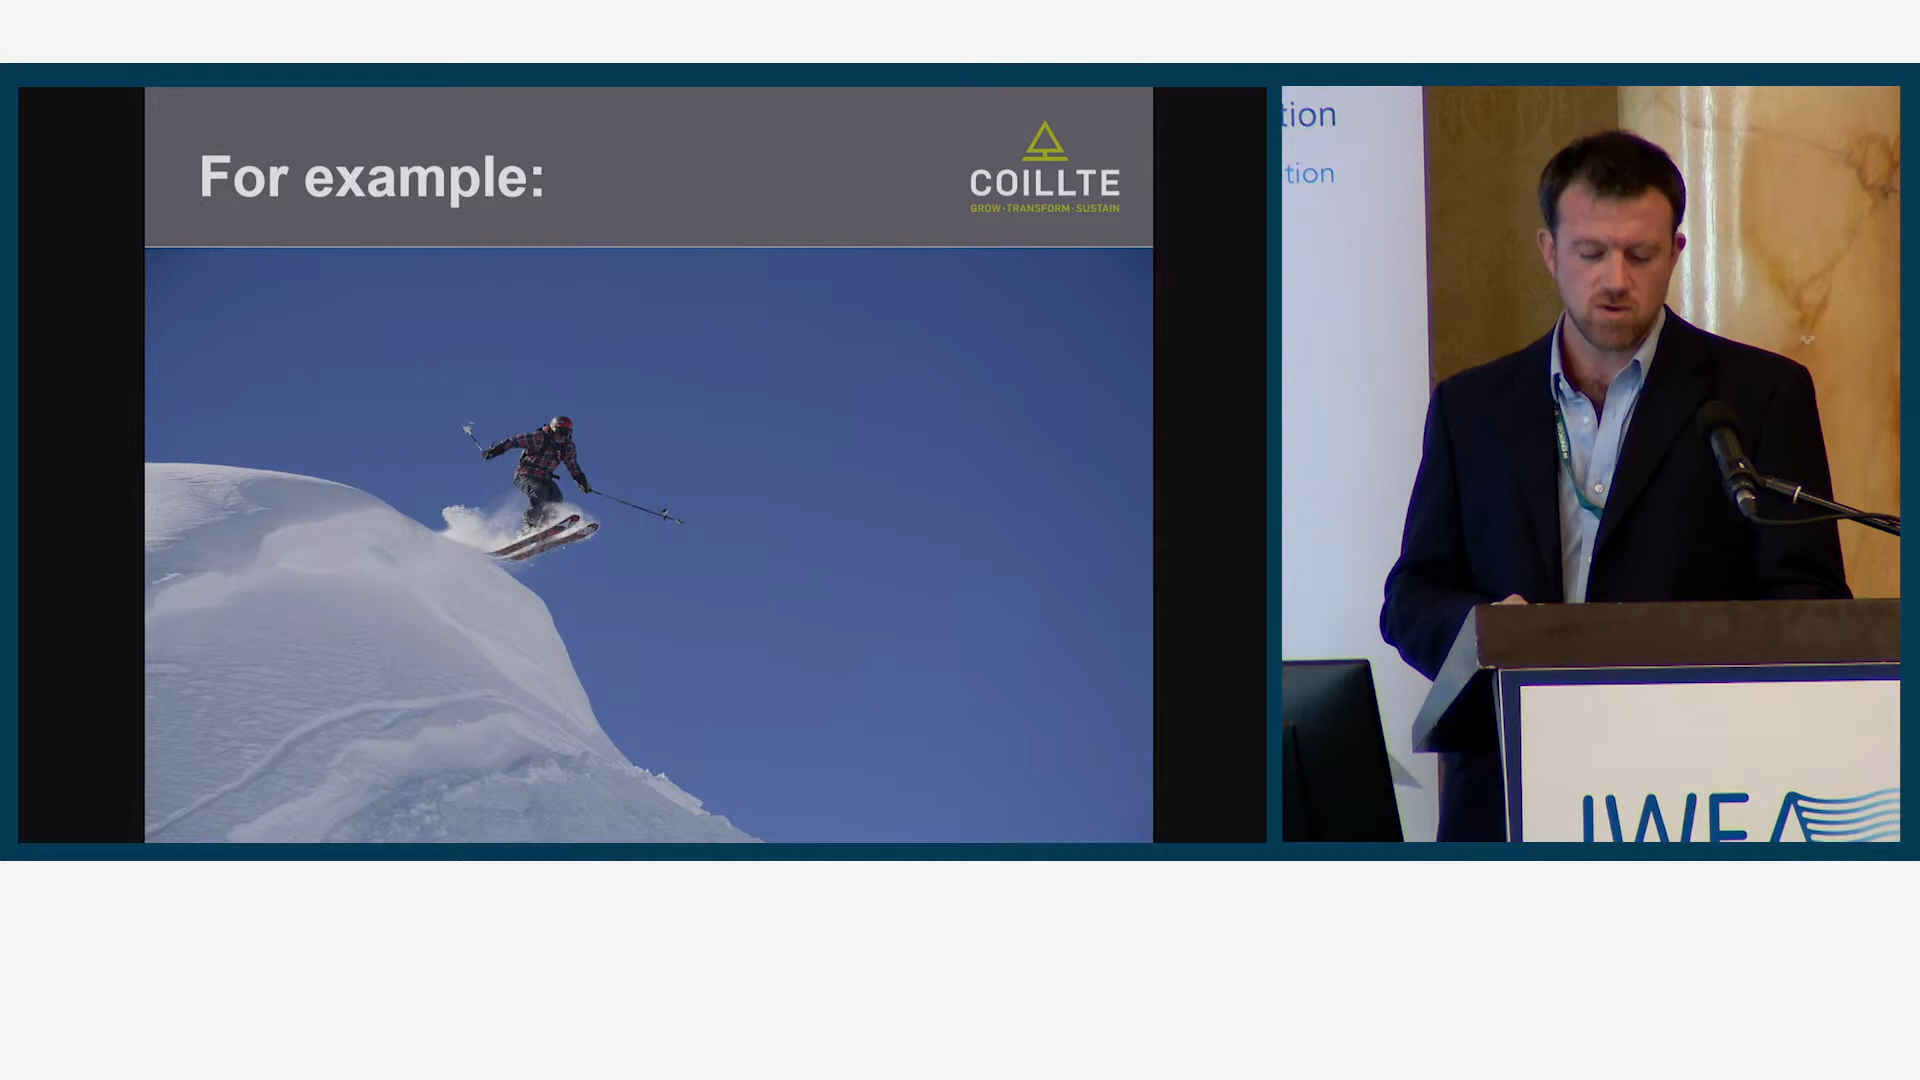 For example:
COILLTE
GROW·TRANSFORM·SUSTAIN
tion
tion
IWEA